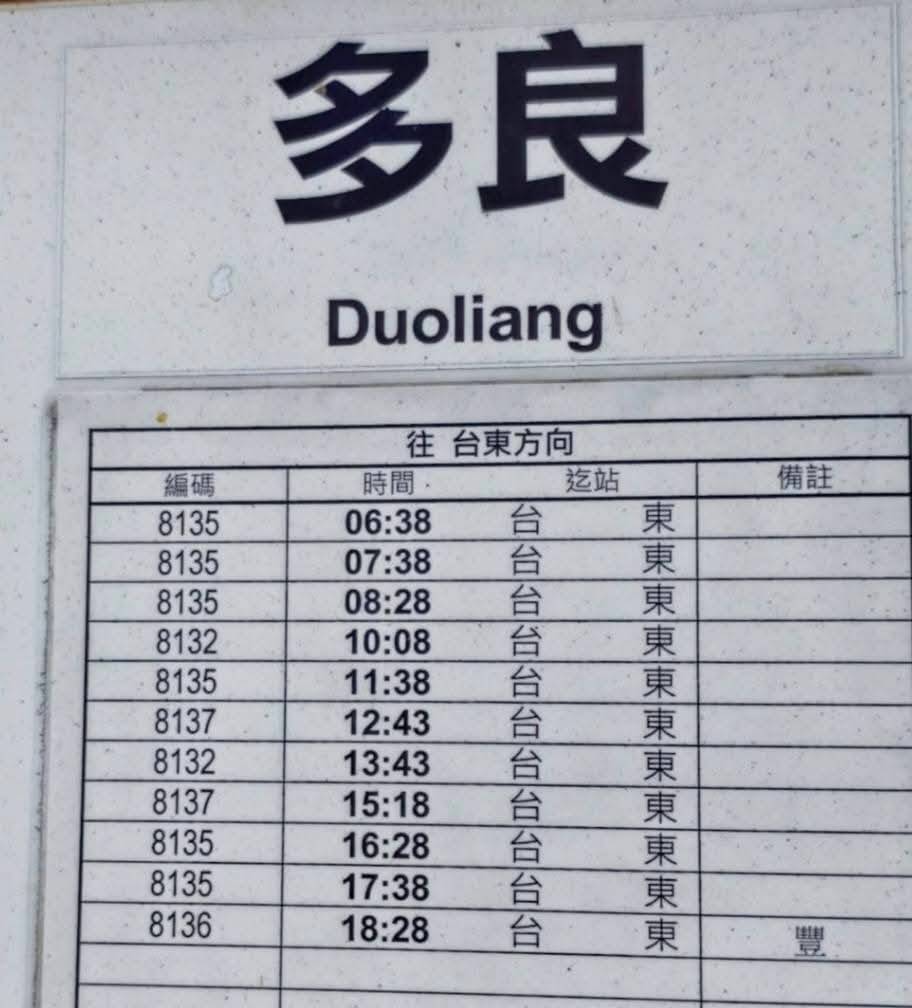 多良
Duoliang
往 台東方向
編碼 時間 迄站 備註
8135 06:38 台 東
8135 07:38 台 東
8135 08:28 台 東
8132 10:08 台 東
8135 11:38 台 東
8137 12:43 台 東
8132 13:43 台 東
8137 15:18 台 東
8135 16:28 台 東
8135 17:38 台 東
8136 18:28 台 東 豐